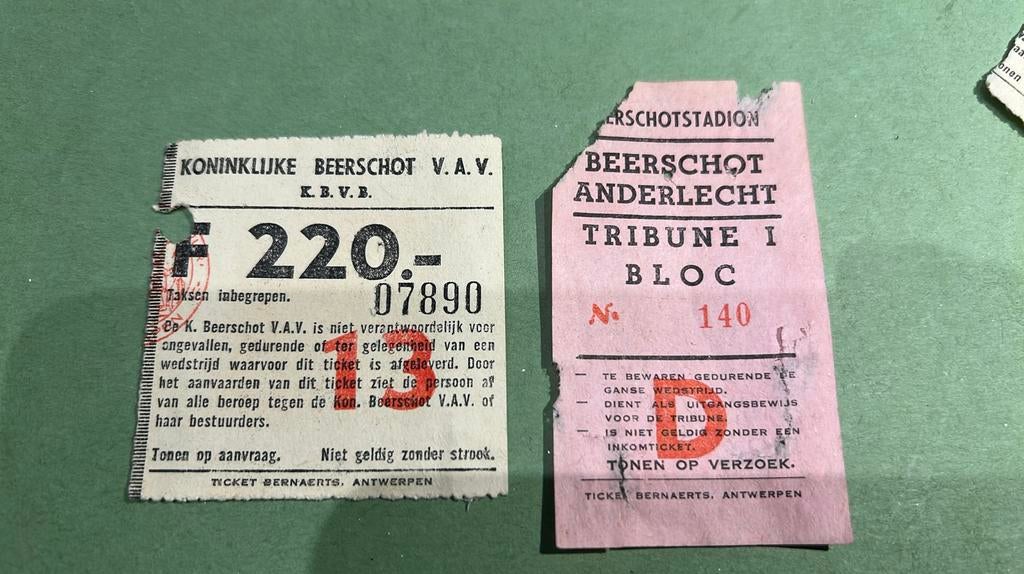 KONINKLIJKE BEERSCHOT V.A.V.
K.B.V.B.
F 220.-
Taksen inbegrepen.
07890
De K. Beerschot V.A.V. is niet verantwoordelijk voor
ongevallen, gedurende of ter gelegenheid van een
wedstrijd waarvoor dit ticket is afgeleverd. Door
het aanvaarden van dit ticket ziet de persoon af
van alle beroep tegen de Kon. Beerschot V.A.V. of
haar bestuurders.
13
Tonen op aanvraag. Niet geldig zonder strook.
TICKET BERNAERTS, ANTWERPEN
ERSCHOTSTADION
BEERSCHOT
ANDERLECHT
TRIBUNE I
BLOC
No 140
- TE BEWAREN GEDURENDE DE
GANSE WEDSTRIJD.
- DIENT ALS UITGANGSBEWIJS
VOOR DE TRIBUNE.
- IS NIET GELDIG ZONDER EEN
INKOMTICKET.
D
TONEN OP VERZOEK.
TICKET BERNAERTS, ANTWERPEN
onen